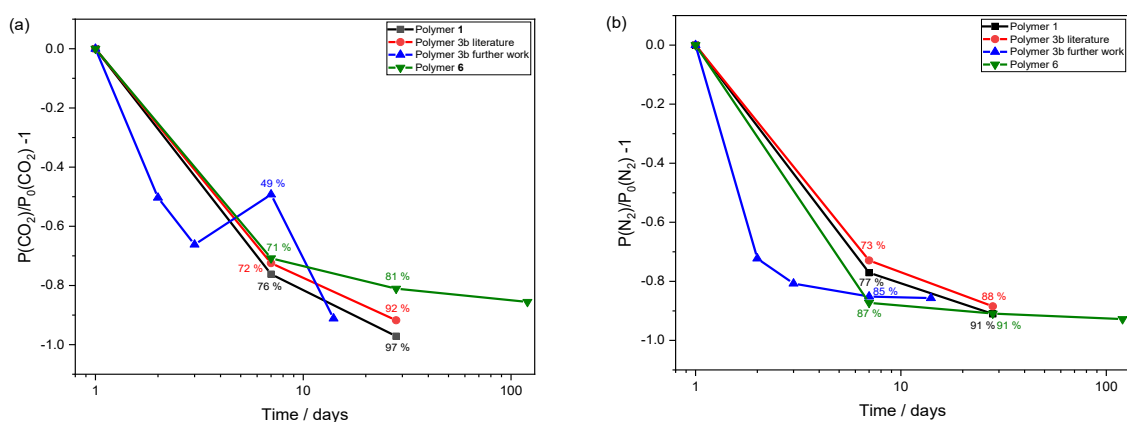 (a)
Polymer 1
Polymer 3b literature
Polymer 3b further work
Polymer 6
0.0
-0.2
-0.4
-0.6
-0.8
-1.0
P(CO₂)/P₀(CO₂) -1
49 %
71 %
72 %
76 %
81 %
92 %
97 %
1
10
100
Time / days
(b)
Polymer 1
Polymer 3b literature
Polymer 3b further work
Polymer 6
0.0
-0.2
-0.4
-0.6
-0.8
-1.0
P(N₂)/P₀(N₂) -1
73 %
77 %
85 %
87 %
88 %
91 %
91 %
1
10
100
Time / days